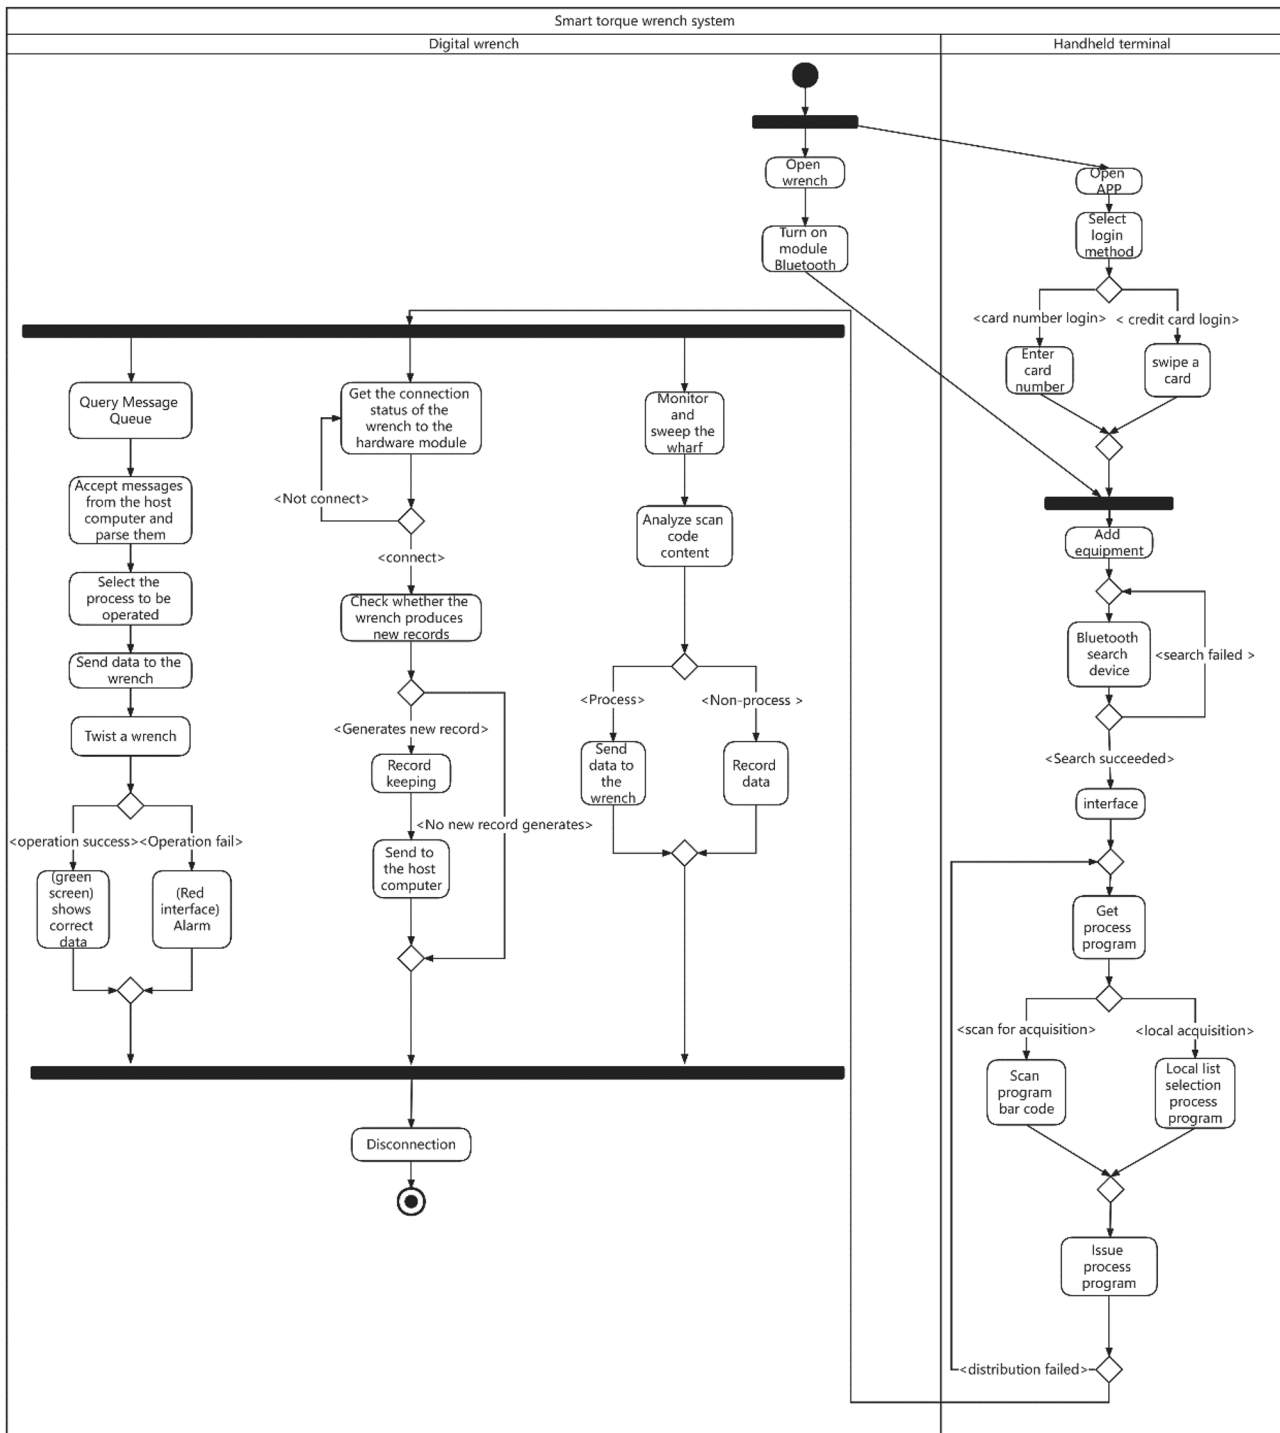 Smart torque wrench system
Digital wrench
Handheld terminal
Open
wrench
Turn on
module
Bluetooth
Open
APP
Select
login
method
<card number login>
< credit card login>
Enter
card
number
swipe a
card
Query Message
Queue
Accept messages
from the host
computer and
parse them
Select the
process to be
operated
Send data to the
wrench
Twist a wrench
<operation success>
<Operation fail>
(green
screen)
shows
correct
data
(Red
interface)
Alarm
Get the connection
status of the
wrench to the
hardware module
<Not connect>
<connect>
Check whether the
wrench produces
new records
<Generates new record>
Record
keeping
<No new record generates>
Send to
the host
computer
Monitor
and
sweep the
wharf
Analyze scan
code
content
<Process>
<Non-process >
Send
data to
the
wrench
Record
data
Disconnection
Add
equipment
Bluetooth
search
device
<search failed >
<Search succeeded>
interface
Get
process
program
<scan for acquisition>
<local acquisition>
Scan
program
bar code
Local list
selection
process
program
Issue
process
program
<distribution failed>